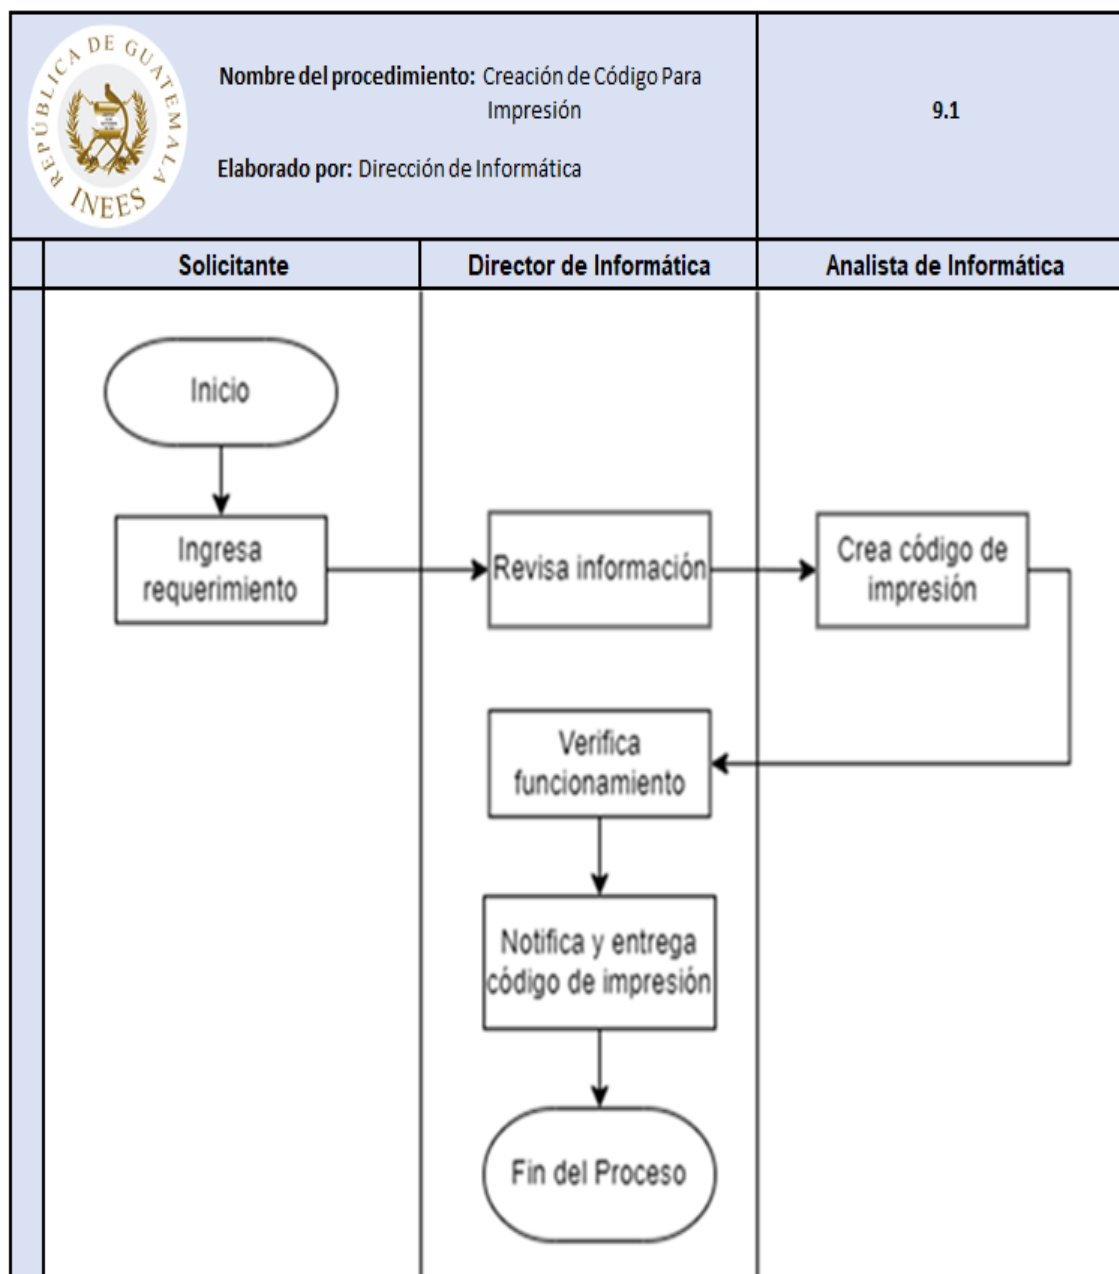 REPÚBLICA DE GUATEMALA
INEES
Nombre del procedimiento: Creación de Código Para
Impresión
Elaborado por: Dirección de Informática
9.1
Solicitante
Director de Informática
Analista de Informática
Inicio
Ingresa
requerimiento
Revisa información
Crea código de
impresión
Verifica
funcionamiento
Notifica y entrega
código de impresión
Fin del Proceso